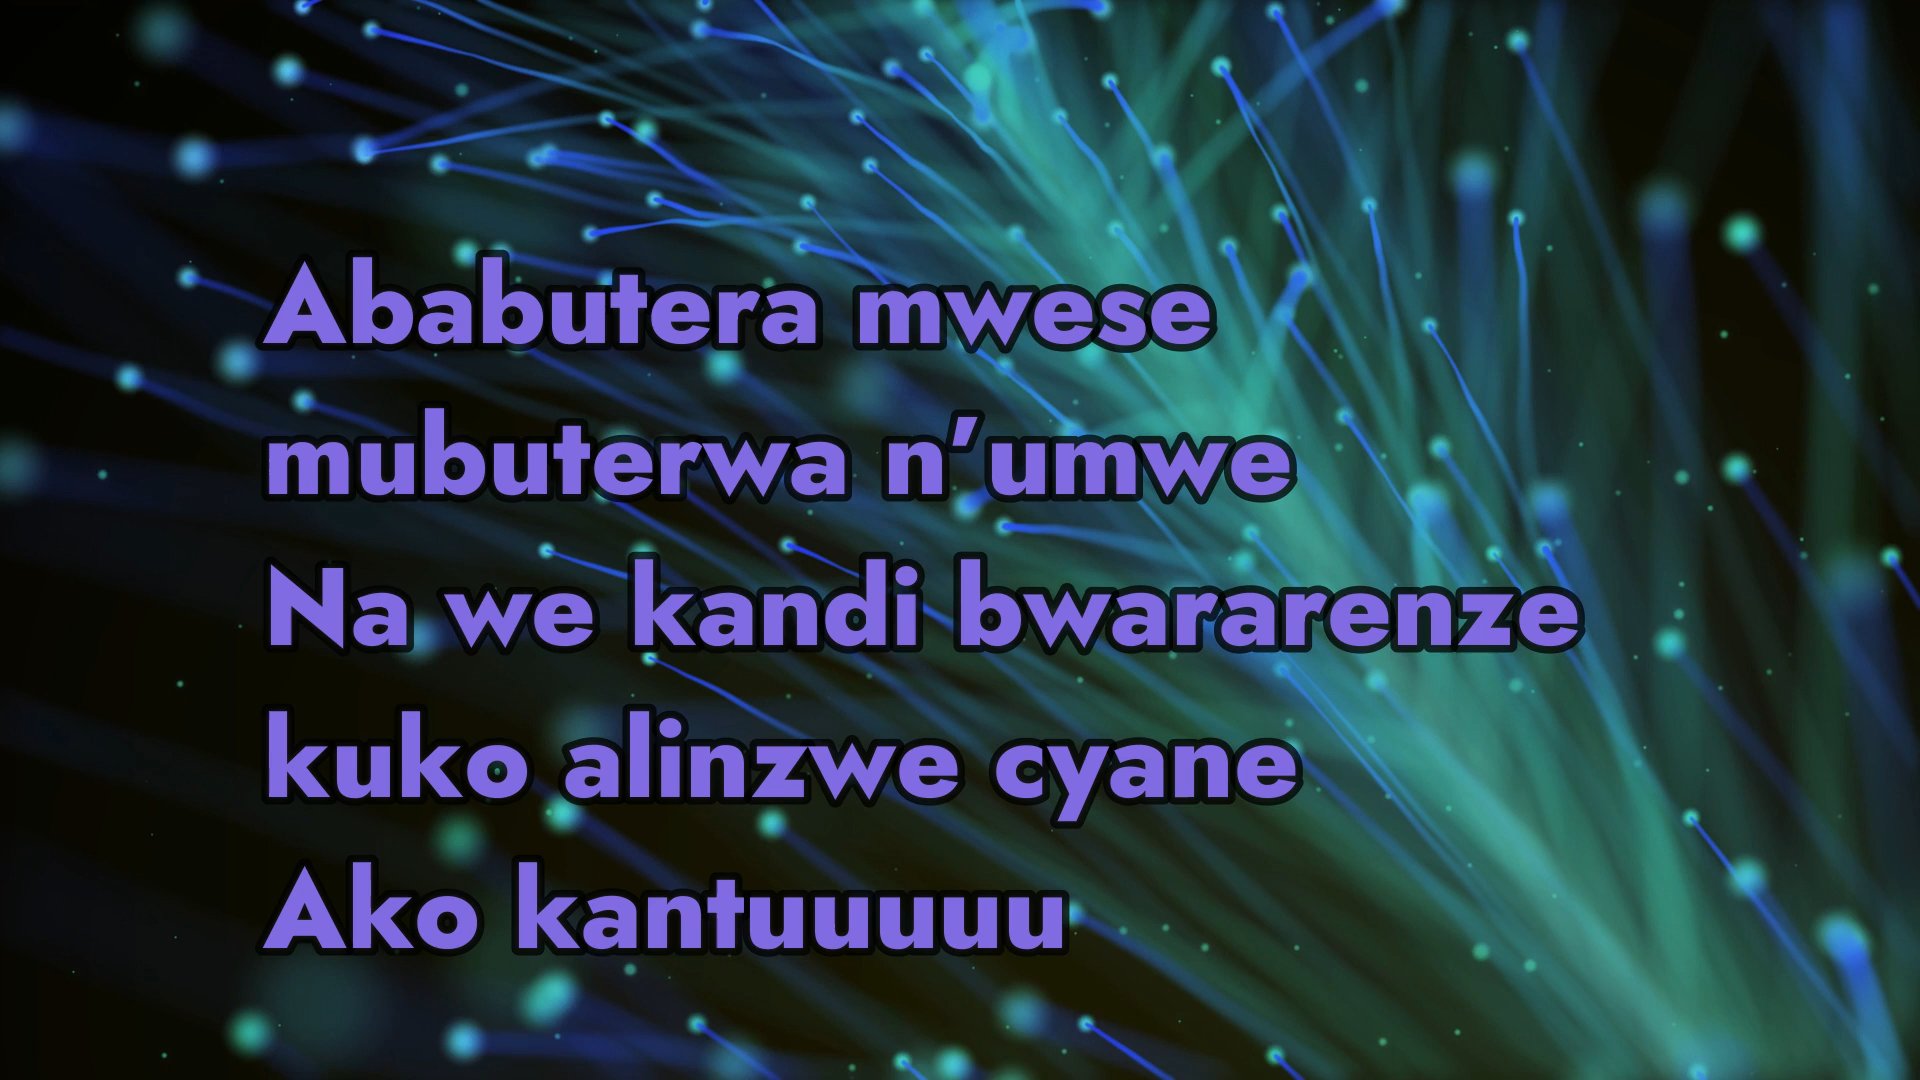 Ababutera mwese
mubuterwa n’umwe
Na we kandi bwararenze
kuko alinzwe cyane
Ako kantuuuuu